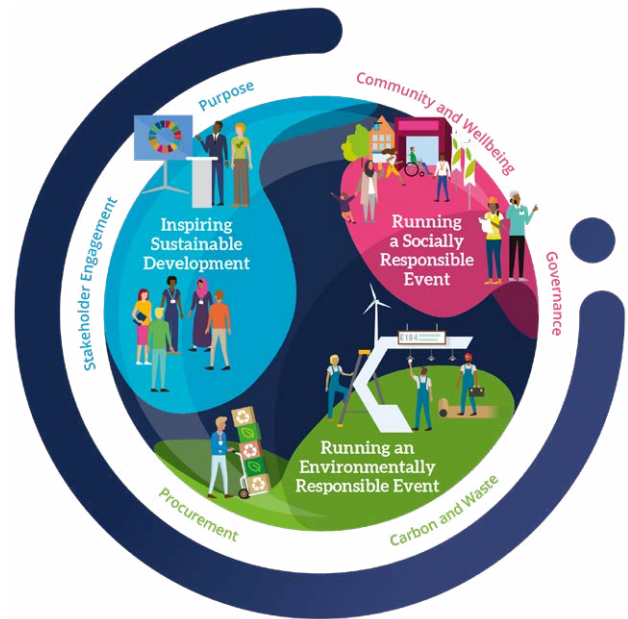 Purpose
Community and Wellbeing
Stakeholder Engagement
Governance
Inspiring
Sustainable
Development
Running
a Socially
Responsible
Event
E184
Running an
Environmentally
Responsible Event
Procurement
Carbon and Waste